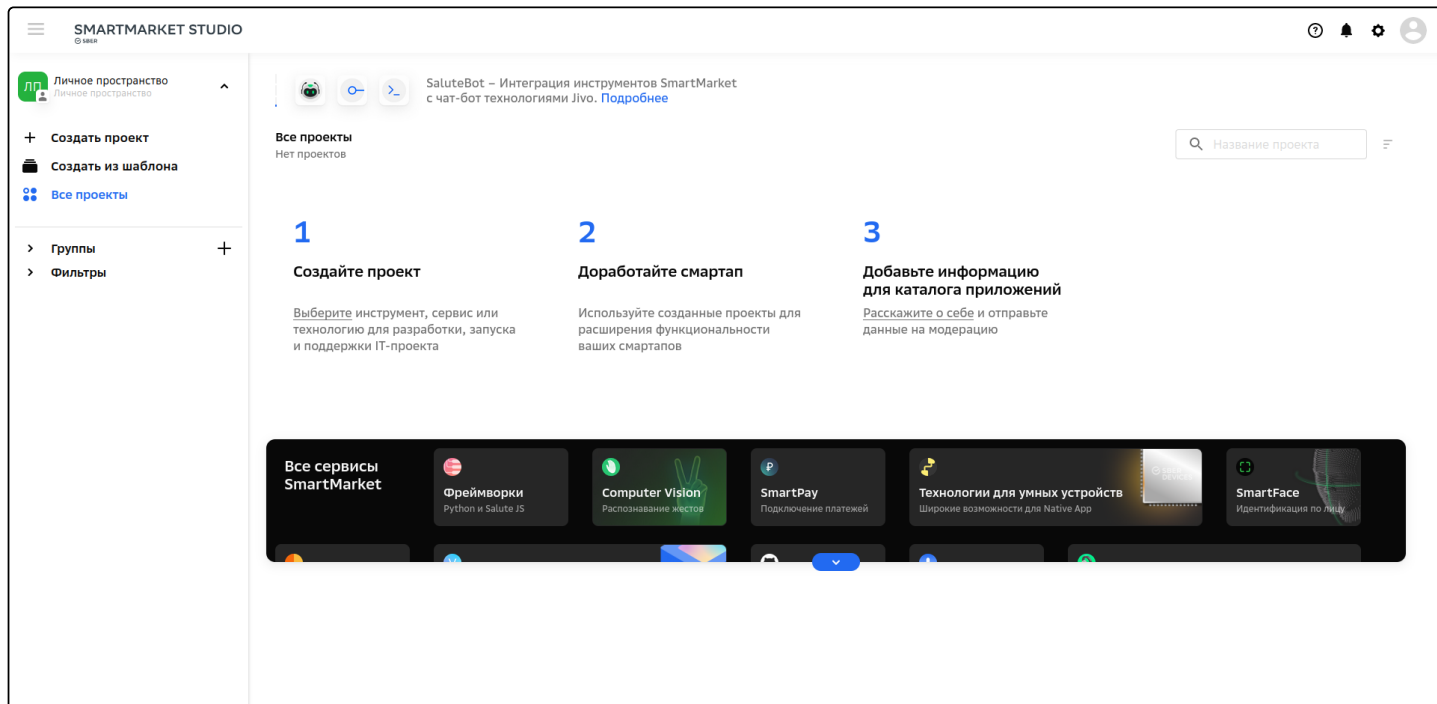 SMARTMARKET STUDIO
SBER
ЛП
Личное пространство
Личное пространство
Создать проект
Создать из шаблона
Все проекты
Группы
Фильтры
SaluteBot – Интеграция инструментов SmartMarket
с чат-бот технологиями Jivo. Подробнее
Все проекты
Нет проектов
Название проекта
1
Создайте проект
Выберите инструмент, сервис или
технологию для разработки, запуска
и поддержки IT-проекта
2
Доработайте смартап
Используйте созданные проекты для
расширения функциональности
ваших смартапов
3
Добавьте информацию
для каталога приложений
Расскажите о себе и отправьте
данные на модерацию
Все сервисы
SmartMarket
Фреймворки
Python и Salute JS
Computer Vision
Распознавание жестов
SmartPay
Подключение платежей
Технологии для умных устройств
Широкие возможности для Native App
SmartFace
Идентификация по лицу